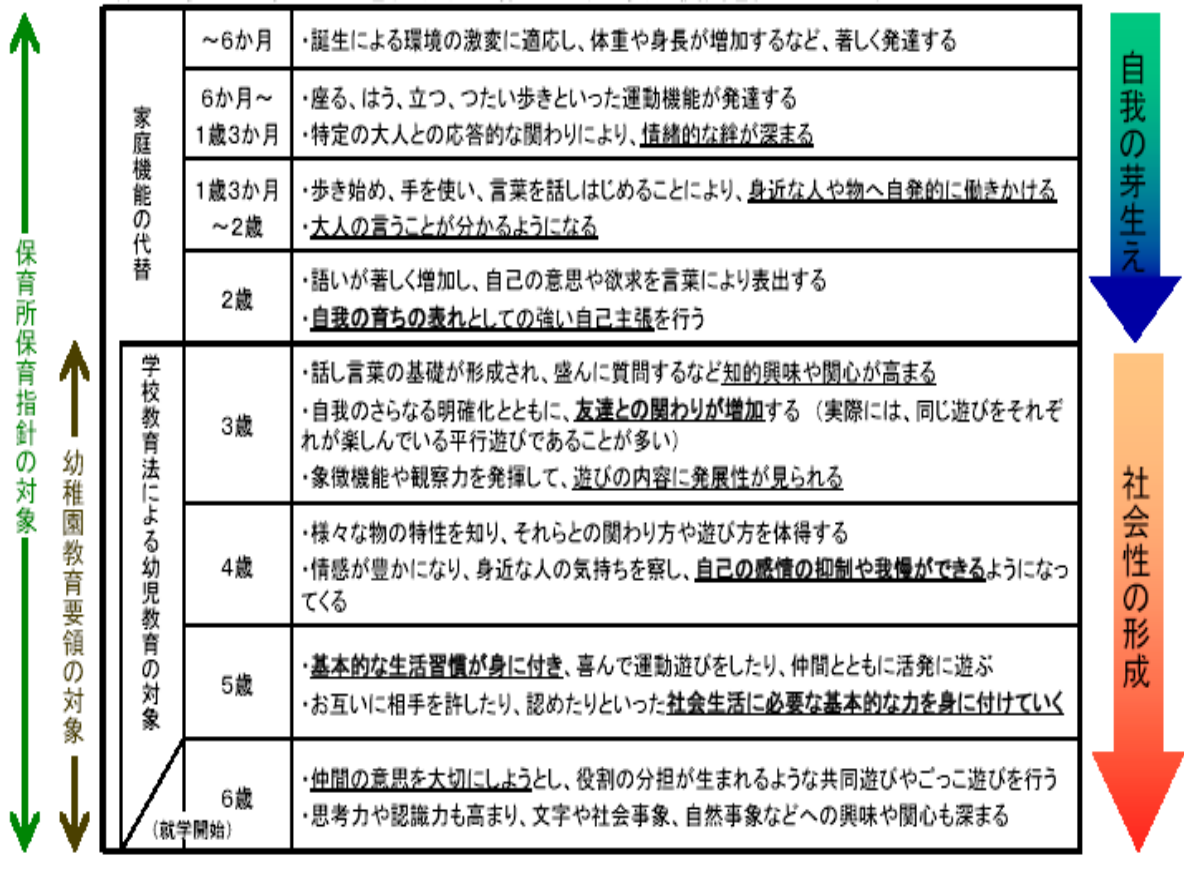 保育所保育指針の対象
幼稚園教育要領の対象
家庭機能の代替
~6か月
・誕生による環境の激変に適応し、体重や身長が増加するなど、著しく発達する
6か月~
1歳3か月
・座る、はう、立つ、つたい歩きといった運動機能が発達する
・特定の大人との応答的な関わりにより、情緒的な絆が深まる
1歳3か月
~2歳
・歩き始め、手を使い、言葉を話しはじめることにより、身近な人や物へ自発的に働きかける
・大人の言うことが分かるようになる
2歳
・語いが著しく増加し、自己の意思や欲求を言葉により表出する
・自我の育ちの表れとしての強い自己主張を行う
学校教育法による幼児教育の対象
3歳
・話し言葉の基礎が形成され、盛んに質問するなど知的興味や関心が高まる
・自我のさらなる明確化とともに、友達との関わりが増加する (実際には、同じ遊びをそれぞ
れが楽しんでいる平行遊びであることが多い)
・象徴機能や観察力を発揮して、遊びの内容に発展性が見られる
4歳
・様々な物の特性を知り、それらとの関わり方や遊び方を体得する
・情感が豊かになり、身近な人の気持ちを察し、自己の感情の抑制や我慢ができるようになっ
てくる
5歳
・基本的な生活習慣が身に付き、喜んで運動遊びをしたり、仲間とともに活発に遊ぶ
・お互いに相手を許したり、認めたりといった社会生活に必要な基本的な力を身に付けていく
6歳
(就学開始)
・仲間の意思を大切にしようとし、役割の分担が生まれるような共同遊びやごっこ遊びを行う
・思考力や認識力も高まり、文字や社会事象、自然事象などへの興味や関心も深まる
自我の芽生え
社会性の形成